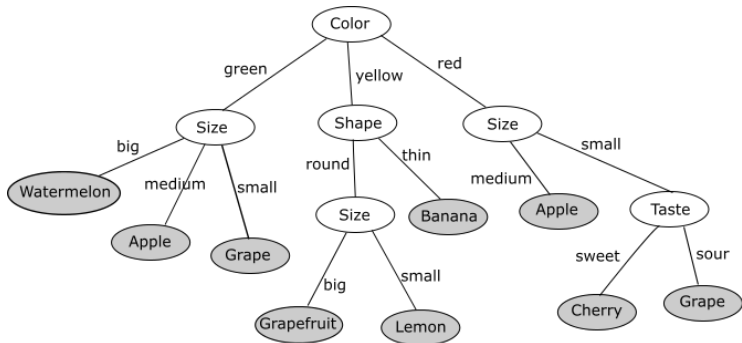 Color
green
yellow
red
Size
Shape
Size
big
medium
small
round
thin
medium
small
Watermelon
Apple
Grape
Size
Banana
Apple
Taste
big
small
sweet
sour
Grapefruit
Lemon
Cherry
Grape